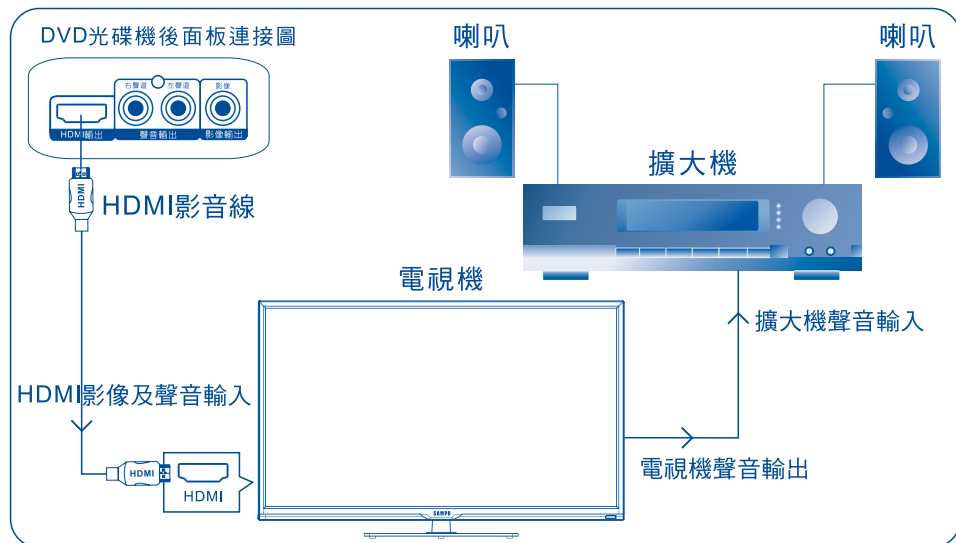 DVD光碟機後面板連接圖
右聲道
左聲道
影像
HDMI輸出
聲音輸出
影像輸出
HDMI
HDMI影音線
喇叭
喇叭
擴大機
電視機
擴大機聲音輸入
HDMI影像及聲音輸入
電視機聲音輸出
HDMI
HDMI
SAMPO